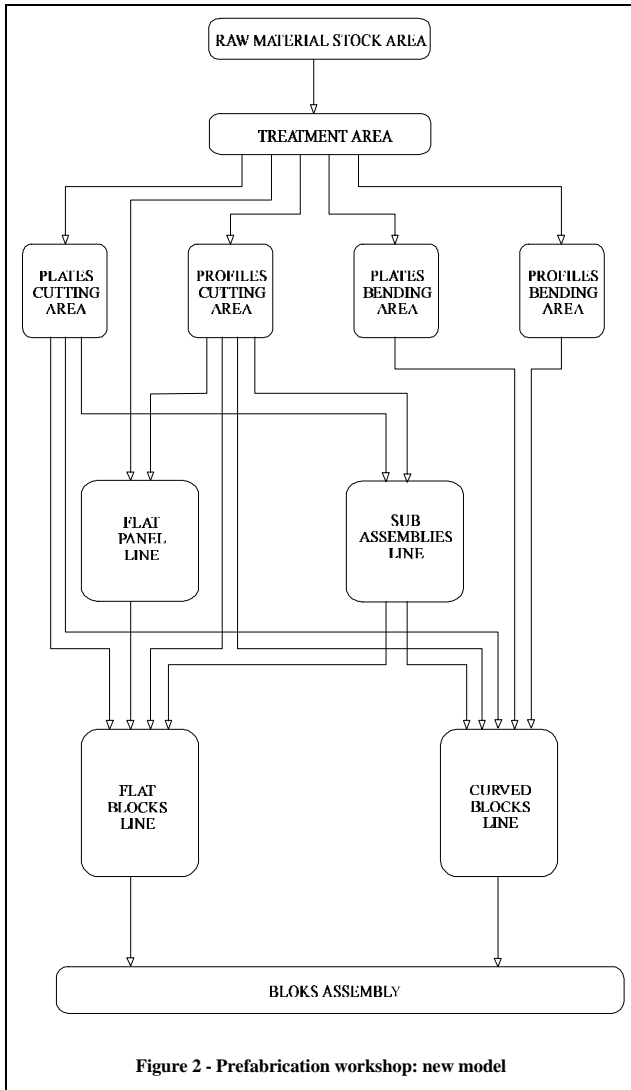 RAW MATERIAL STOCK AREA
TREATMENT AREA
PLATES
CUTTING
AREA
PROFILES
CUTTING
AREA
PLATES
BENDING
AREA
PROFILES
BENDING
AREA
FLAT
PANEL
LINE
SUB
ASSEMBLIES
LINE
FLAT
BLOCKS
LINE
CURVED
BLOCKS
LINE
BLOKS ASSEMBLY
Figure 2 - Prefabrication workshop: new model